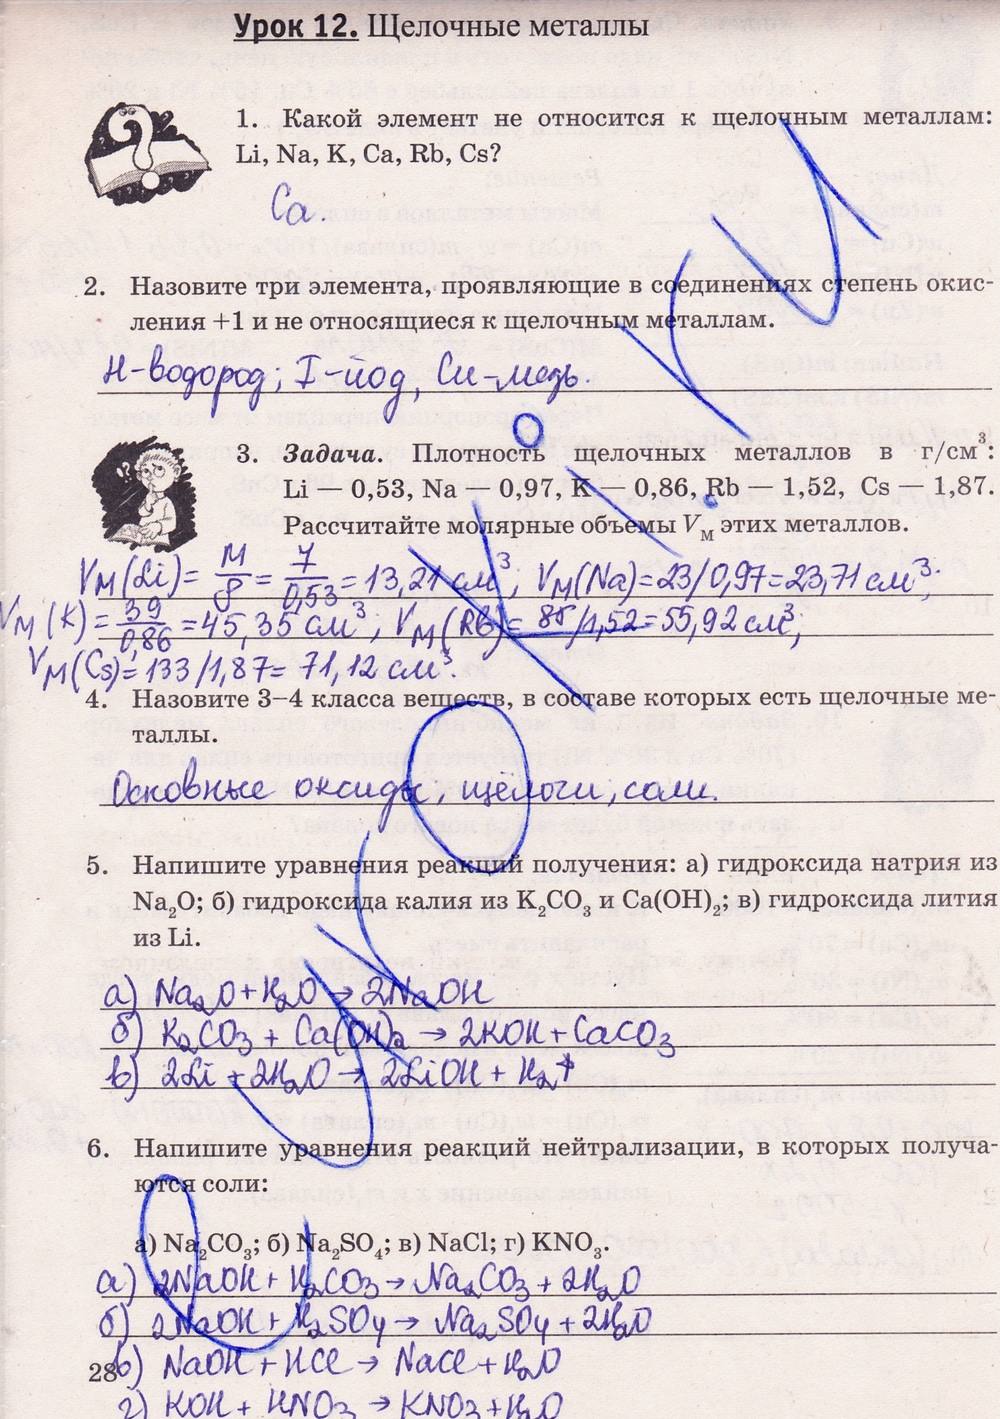 Урок 12. Щелочные металлы
1. Какой элемент не относится к щелочным металлам:
Li, Na, K, Ca, Rb, Cs?
Ca.
2. Назовите три элемента, проявляющие в соединениях степень окис-
ления +1 и не относящиеся к щелочным металлам.
H-водород; I-йод, Cu-медь.
3. Задача. Плотность щелочных металлов в г/см³:
Li — 0,53, Na — 0,97, K — 0,86, Rb — 1,52, Cs — 1,87.
Рассчитайте молярные объемы Vм этих металлов.
Vм(Li) = M/ρ = 7/0,53 = 13,21 см³, Vм(Na) = 23/0,97 = 23,71 см³;
Vм(K) = 39/0,86 = 45,35 см³; Vм(Rb) = 85/1,52 = 55,92 см³;
Vм(Cs) = 133/1,87 = 71,12 см³.
4. Назовите 3–4 класса веществ, в составе которых есть щелочные ме-
таллы.
Основные оксиды, щёлочи, соли.
5. Напишите уравнения реакций получения: а) гидроксида натрия из
Na₂O; б) гидроксида калия из K₂CO₃ и Ca(OH)₂; в) гидроксида лития
из Li.
а) Na₂O + H₂O → 2NaOH
б) K₂CO₃ + Ca(OH)₂ → 2KOH + CaCO₃
в) 2Li + 2H₂O → 2LiOH + H₂↑
6. Напишите уравнения реакций нейтрализации, в которых получа-
ются соли:
а) Na₂CO₃; б) Na₂SO₄; в) NaCl; г) KNO₃.
а) 2NaOH + H₂CO₃ → Na₂CO₃ + 2H₂O
б) 2NaOH + H₂SO₄ → Na₂SO₄ + 2H₂O
в) NaOH + HCl → NaCl + H₂O
28
г) KOH + HNO₃ → KNO₃ + H₂O